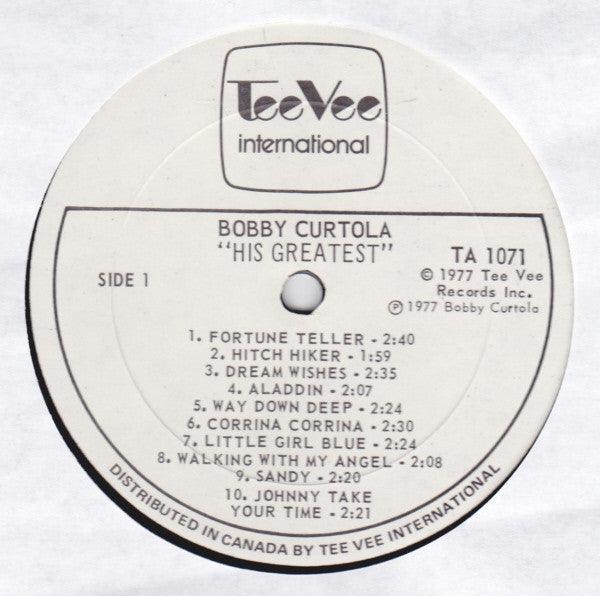 TeeVee
international
BOBBY CURTOLA
"HIS GREATEST"
SIDE 1
TA 1071
© 1977 Tee Vee
Records Inc.
℗ 1977 Bobby Curtola
1. FORTUNE TELLER - 2:40
2. HITCH HIKER - 1:59
3. DREAM WISHES - 2:35
4. ALADDIN - 2:07
5. WAY DOWN DEEP - 2:24
6. CORRINA CORRINA - 2:30
7. LITTLE GIRL BLUE - 2:24
8. WALKING WITH MY ANGEL - 2:08
9. SANDY - 2:20
10. JOHNNY TAKE
YOUR TIME - 2:21
DISTRIBUTED IN CANADA BY TEE VEE INTERNATIONAL